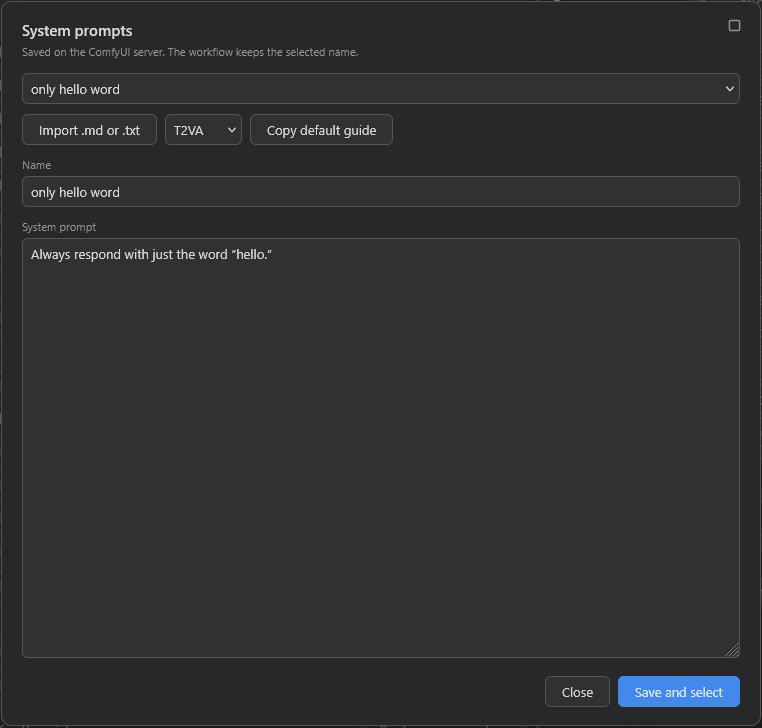 System prompts
Saved on the ComfyUI server. The workflow keeps the selected name.
only hello word
Import .md or .txt
T2VA
Copy default guide
Name
only hello word
System prompt
Always respond with just the word “hello.”
Close
Save and select